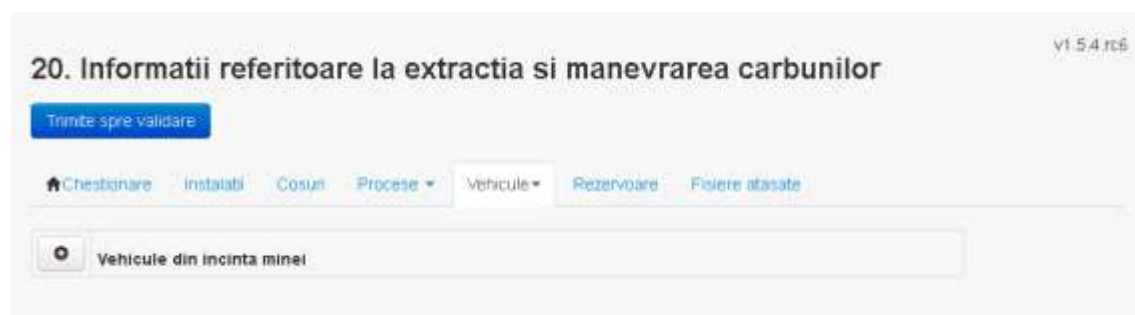 v1.5.4.rc6
20. Informatii referitoare la extractia si manevrarea carbunilor
Trimite spre validare
Chestionare Instalatii Cosuri Procese Vehicule Rezervoare Fisiere atasate
Vehicule din incinta minei